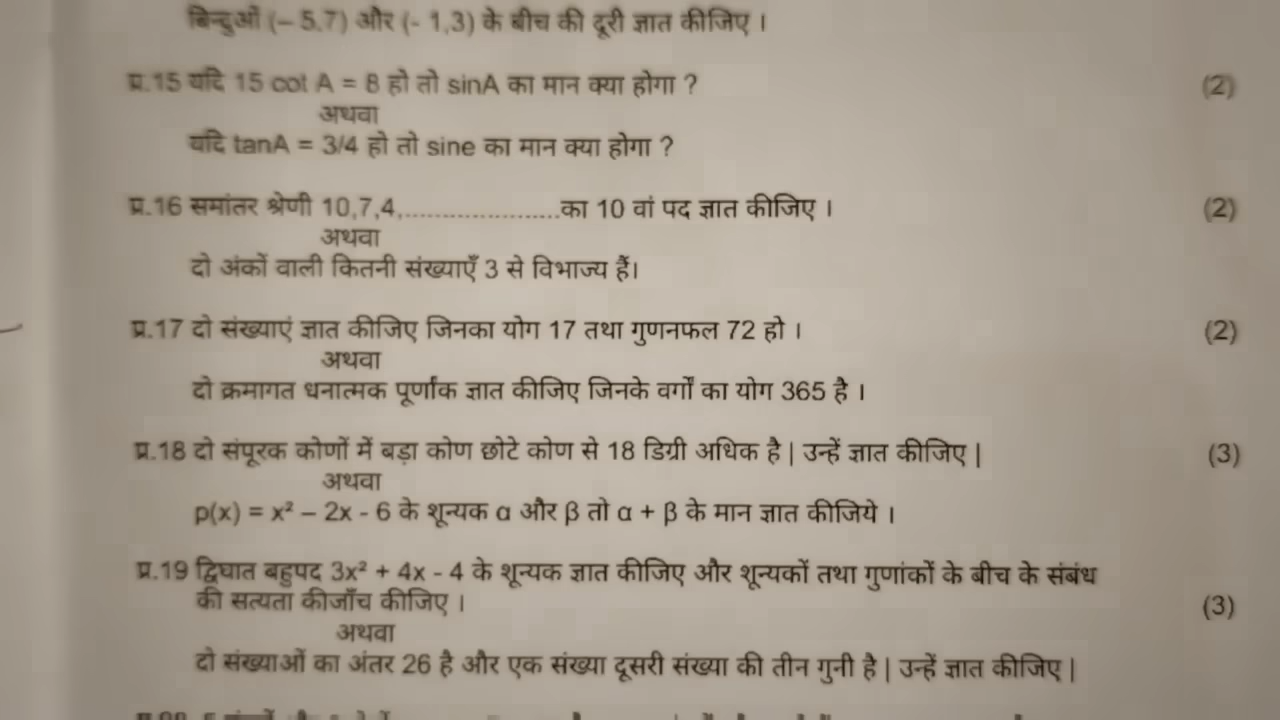 बिन्दुओं (– 5,7) और (- 1,3) के बीच की दूरी ज्ञात कीजिए ।
प्र.15 यदि 15 cot A = 8 हो तो sinA का मान क्या होगा ? (2)
अथवा
यदि tanA = 3/4 हो तो sine का मान क्या होगा ?
प्र.16 समांतर श्रेणी 10,7,4,.....................का 10 वां पद ज्ञात कीजिए । (2)
अथवा
दो अंकों वाली कितनी संख्याएँ 3 से विभाज्य हैं।
प्र.17 दो संख्याएं ज्ञात कीजिए जिनका योग 17 तथा गुणनफल 72 हो । (2)
अथवा
दो क्रमागत धनात्मक पूर्णांक ज्ञात कीजिए जिनके वर्गों का योग 365 है ।
प्र.18 दो संपूरक कोणों में बड़ा कोण छोटे कोण से 18 डिग्री अधिक है | उन्हें ज्ञात कीजिए | (3)
अथवा
p(x) = x² – 2x - 6 के शून्यक α और β तो α + β के मान ज्ञात कीजिये ।
प्र.19 द्विघात बहुपद 3x² + 4x - 4 के शून्यक ज्ञात कीजिए और शून्यकों तथा गुणांकों के बीच के संबंध
की सत्यता कीजाँच कीजिए । (3)
अथवा
दो संख्याओं का अंतर 26 है और एक संख्या दूसरी संख्या की तीन गुनी है | उन्हें ज्ञात कीजिए |